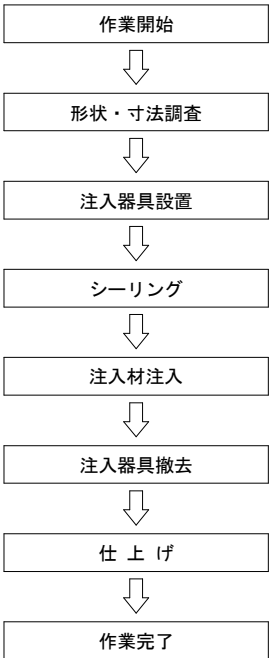 作業開始
形状・寸法調査
注入器具設置
シーリング
注入材注入
注入器具撤去
仕 上 げ
作業完了